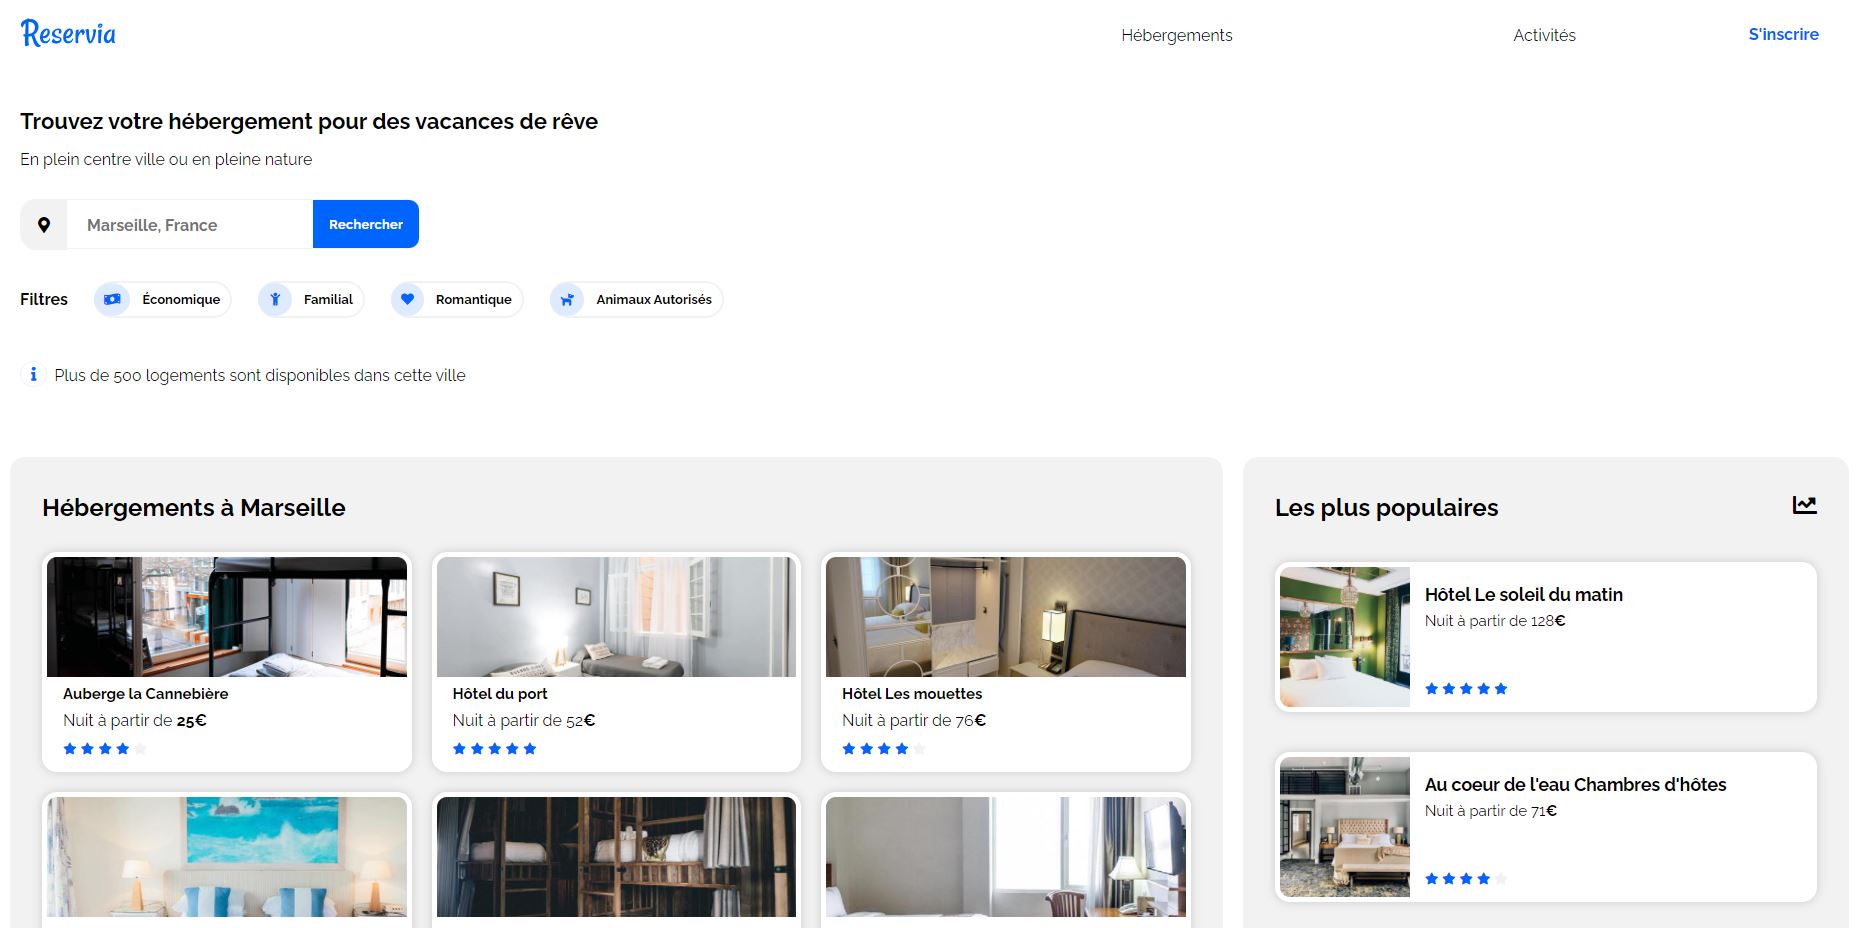 Reservia
Hébergements
Activités
S'inscrire
Trouvez votre hébergement pour des vacances de rêve
En plein centre ville ou en pleine nature
Marseille, France
Rechercher
Filtres
Économique
Familial
Romantique
Animaux Autorisés
Plus de 500 logements sont disponibles dans cette ville
Hébergements à Marseille
Auberge la Cannebière
Nuit à partir de 25€
Hôtel du port
Nuit à partir de 52€
Hôtel Les mouettes
Nuit à partir de 76€
Les plus populaires
Hôtel Le soleil du matin
Nuit à partir de 128€
Au coeur de l'eau Chambres d'hôtes
Nuit à partir de 71€